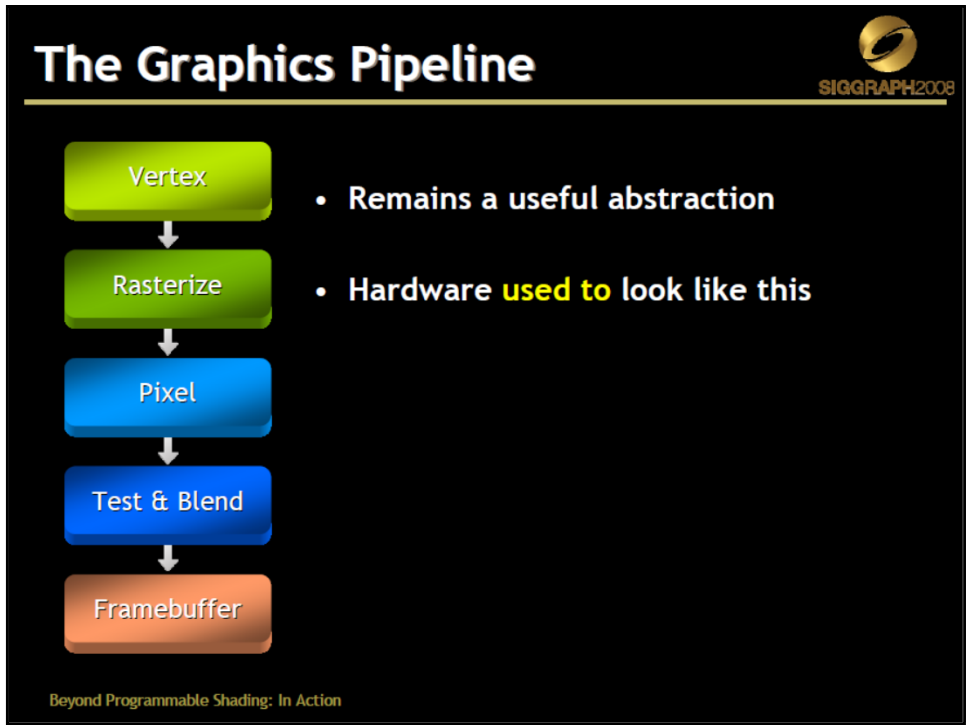 The Graphics Pipeline
SIGGRAPH2008
Vertex
Rasterize
Pixel
Test & Blend
Framebuffer
• Remains a useful abstraction
• Hardware used to look like this
Beyond Programmable Shading: In Action